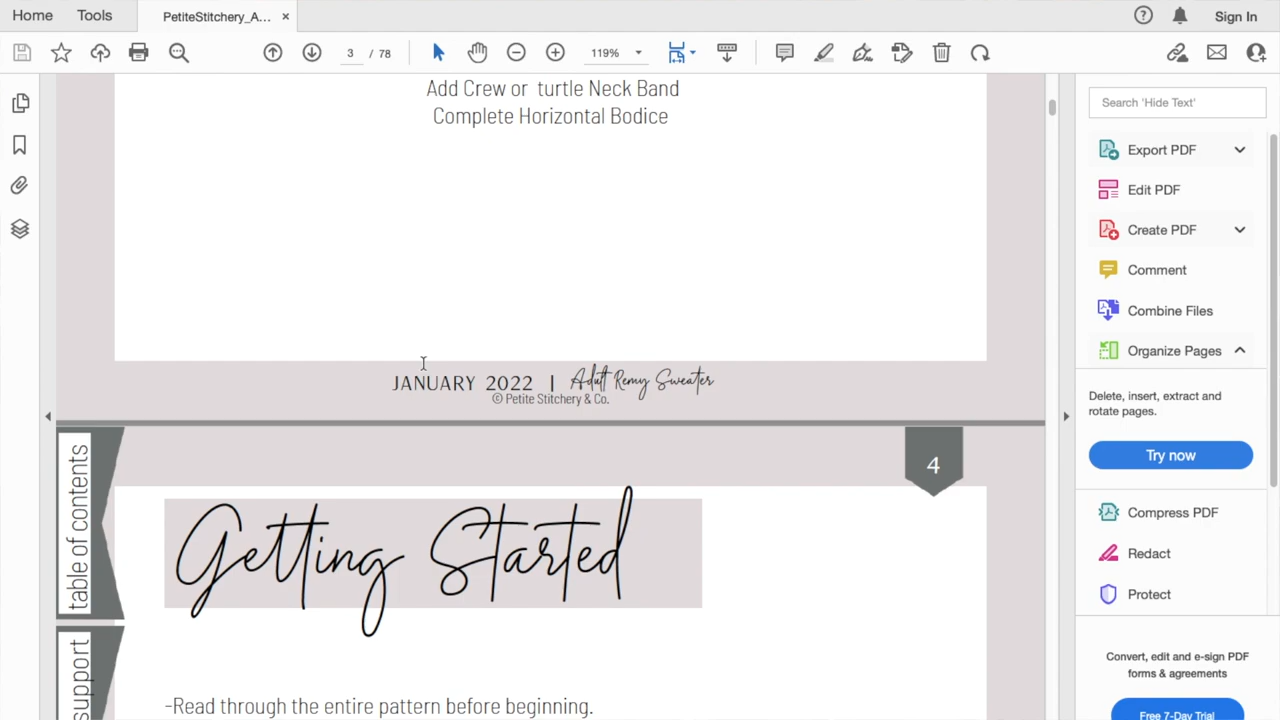 Home
Tools
PetiteStitchery_A... ×
Sign In
3 / 78
119%
Add Crew or turtle Neck Band
Complete Horizontal Bodice
JANUARY 2022 | Adult Remy Sweater
© Petite Stitchery & Co.
table of contents
support
4
Getting Started
-Read through the entire pattern before beginning.
Search 'Hide Text'
Export PDF
Edit PDF
Create PDF
Comment
Combine Files
Organize Pages
Delete, insert, extract and
rotate pages.
Try now
Compress PDF
Redact
Protect
Convert, edit and e-sign PDF
forms & agreements
Free 7-Day Trial